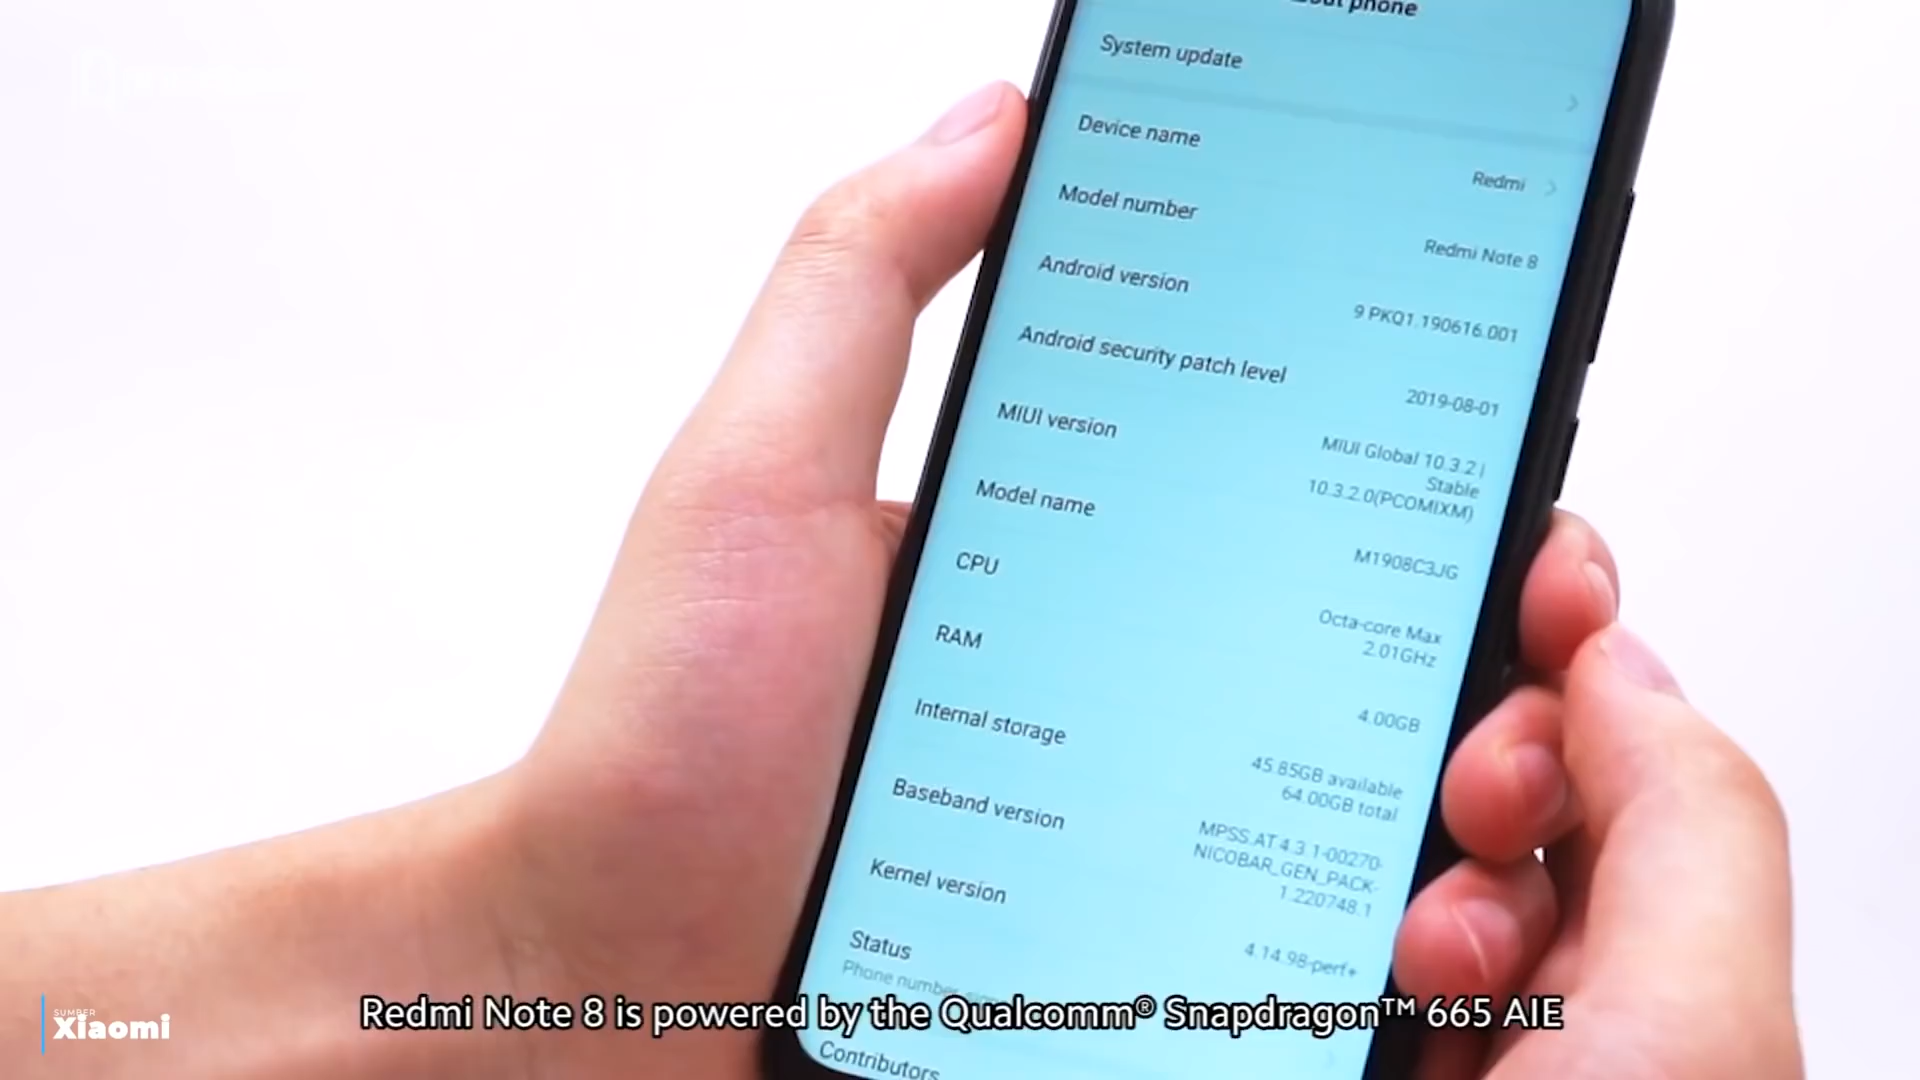 phone
System update
Device name
Redmi
Model number
Redmi Note 8
Android version
9 PKQ1.190616.001
Android security patch level
2019-08-01
MIUI version
MIUI Global 10.3.2 |
Stable
10.3.2.0(PCOMIXM)
Model name
M1908C3JG
CPU
Octa-core Max
2.01GHz
RAM
4.00GB
Internal storage
45.85GB available
64.00GB total
Baseband version
MPSS.AT.4.3.1-00270-
NICOBAR_GEN_PACK-
1.220748.1
Kernel version
4.14.98-perf+
Status
Phone number
Redmi Note 8 is powered by the Qualcomm® Snapdragon™ 665 AIE
Contributors
SUMBER
Xiaomi